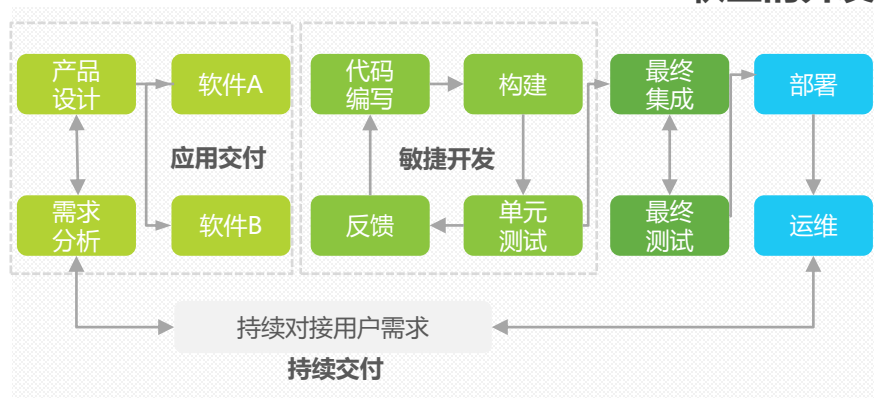 产品
设计
软件A
代码
编写
构建
最终
集成
部署
应用交付
敏捷开发
需求
分析
软件B
反馈
单元
测试
最终
测试
运维
持续对接用户需求
持续交付